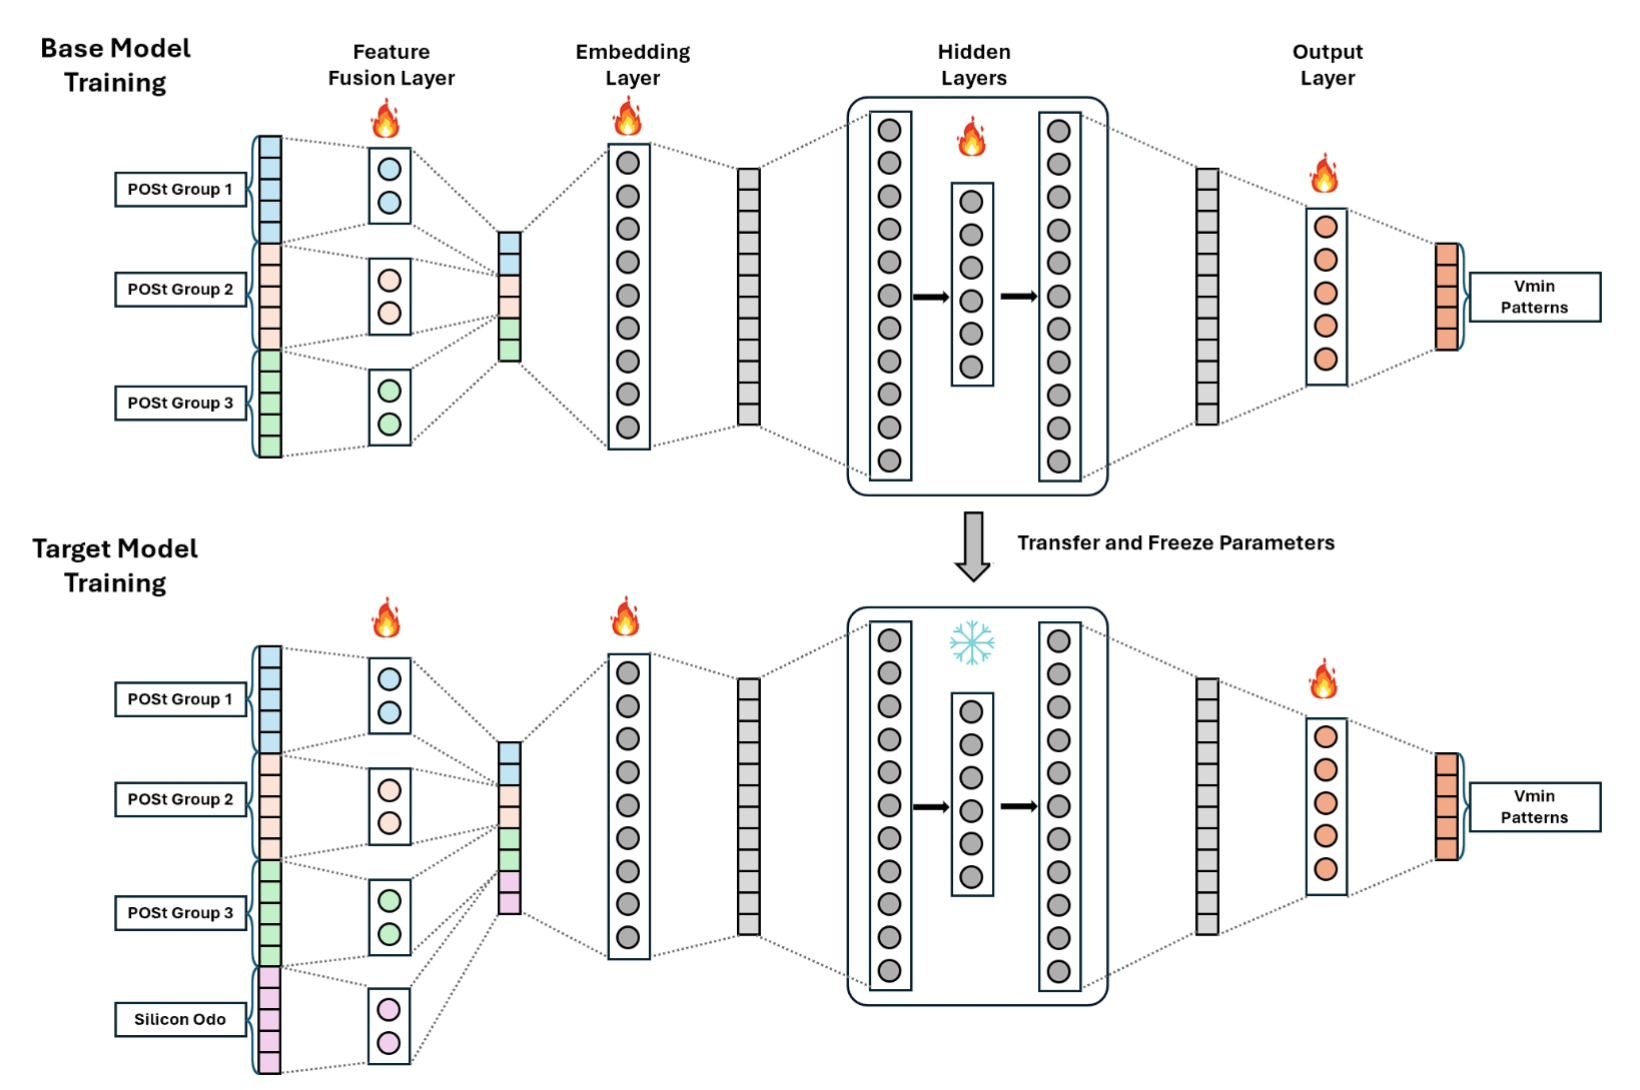 Base Model
Training
Feature
Fusion Layer
Embedding
Layer
Hidden
Layers
Output
Layer
POSt Group 1
POSt Group 2
POSt Group 3
Vmin
Patterns
Transfer and Freeze Parameters
Target Model
Training
POSt Group 1
POSt Group 2
POSt Group 3
Silicon Odo
Vmin
Patterns